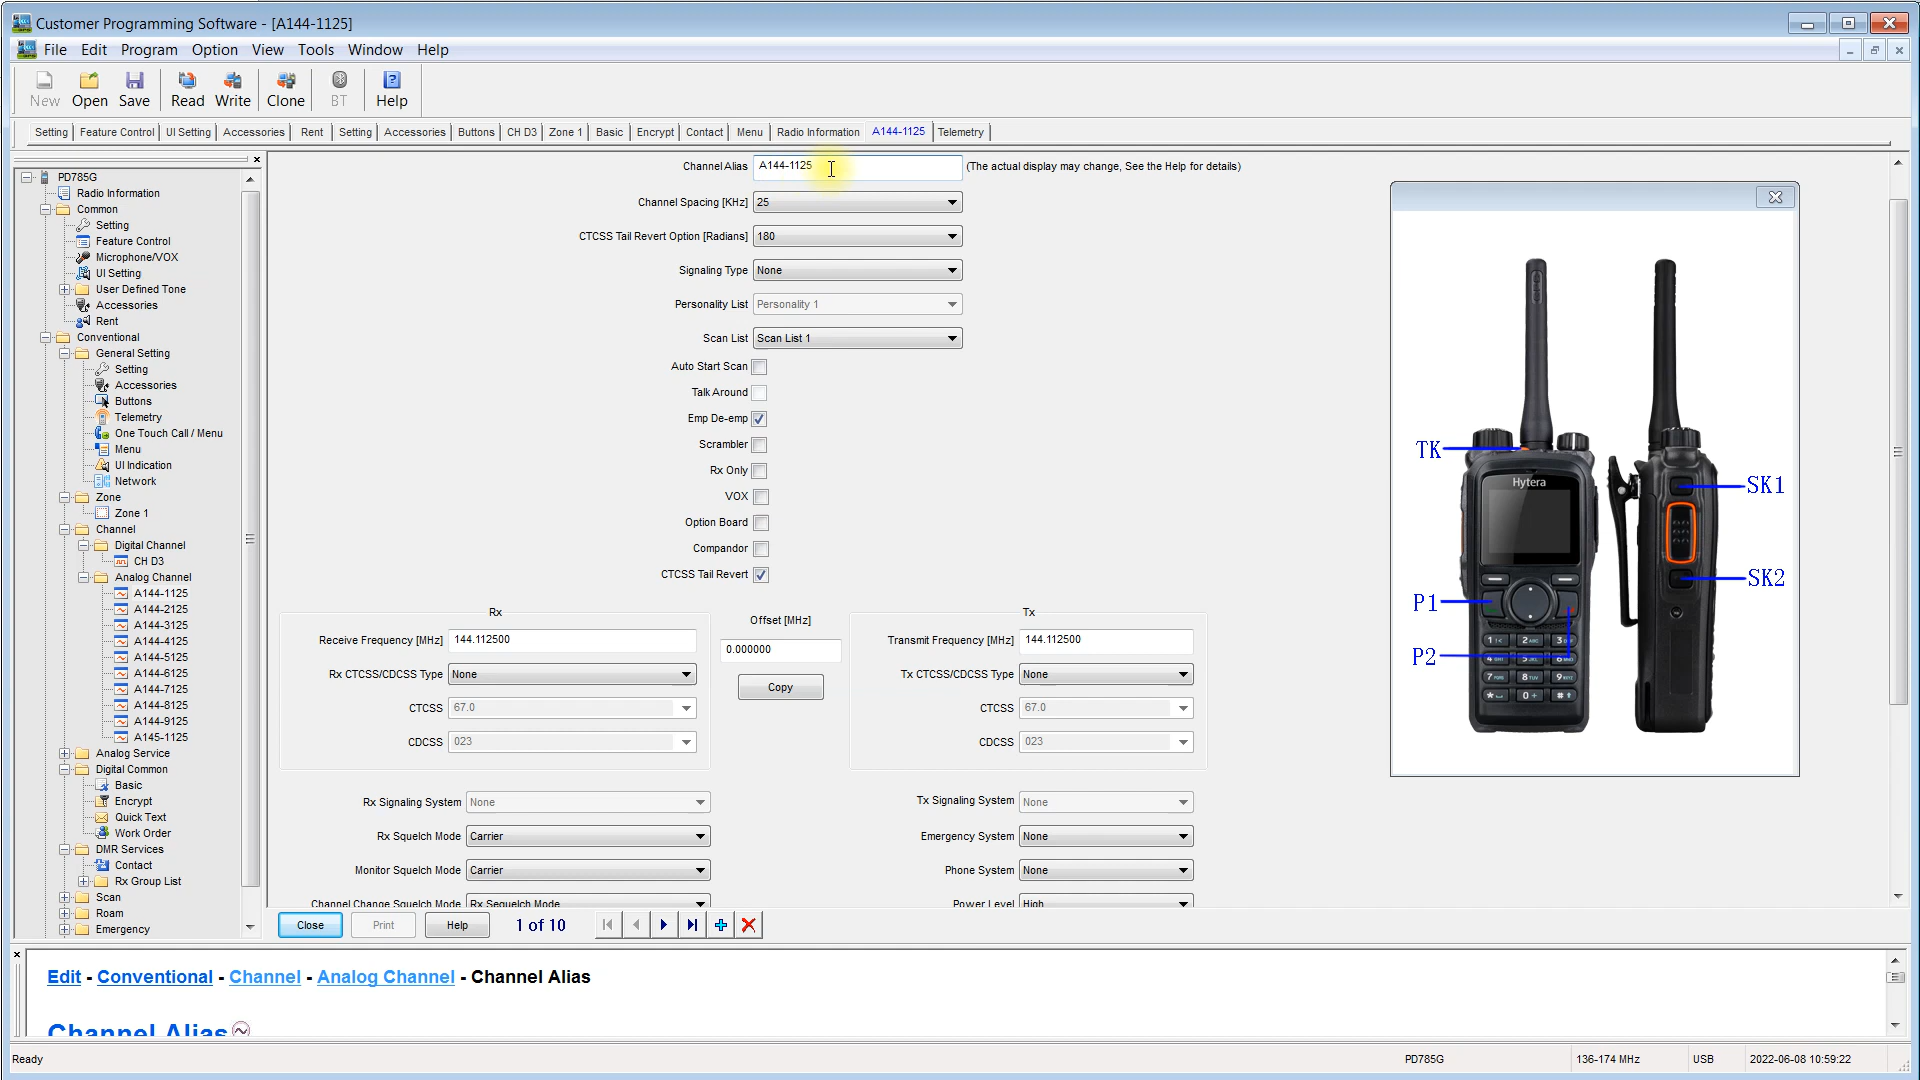 Customer Programming Software - [A144-1125]
File Edit Program Option View Tools Window Help
New Open Save Read Write Clone BT Help
Setting Feature Control UI Setting Accessories Rent Setting Accessories Buttons CH D3 Zone 1 Basic Encrypt Contact Menu Radio Information A144-1125 Telemetry
PD785G
Radio Information
Common
Setting
Feature Control
Microphone/VOX
UI Setting
User Defined Tone
Accessories
Rent
Conventional
General Setting
Setting
Accessories
Buttons
Telemetry
One Touch Call / Menu
Menu
UI Indication
Network
Zone
Zone 1
Channel
Digital Channel
CH D3
Analog Channel
A144-1125
A144-2125
A144-3125
A144-4125
A144-5125
A144-6125
A144-7125
A144-8125
A144-9125
A145-1125
Analog Service
Digital Common
Basic
Encrypt
Quick Text
Work Order
DMR Services
Contact
Rx Group List
Scan
Roam
Emergency
Channel Alias A144-1125 (The actual display may change, See the Help for details)
Channel Spacing [KHz] 25
CTCSS Tail Revert Option [Radians] 180
Signaling Type None
Personality List Personality 1
Scan List Scan List 1
Auto Start Scan
Talk Around
Emp De-emp
Scrambler
Rx Only
VOX
Option Board
Compandor
CTCSS Tail Revert
Rx Offset [MHz] Tx
Receive Frequency [MHz] 144.112500 0.000000 Transmit Frequency [MHz] 144.112500
Rx CTCSS/CDCSS Type None Copy Tx CTCSS/CDCSS Type None
CTCSS 67.0 CTCSS 67.0
CDCSS 023 CDCSS 023
Rx Signaling System None Tx Signaling System None
Rx Squelch Mode Carrier Emergency System None
Monitor Squelch Mode Carrier Phone System None
Channel Change Squelch Mode Rx Sequelch Mode Power Level High
Close Print Help 1 of 10
TK
Hytera
SK1
SK2
P1
P2
Edit - Conventional - Channel - Analog Channel - Channel Alias
Channel Alias
Ready PD785G 136-174 MHz USB 2022-06-08 10:59:22